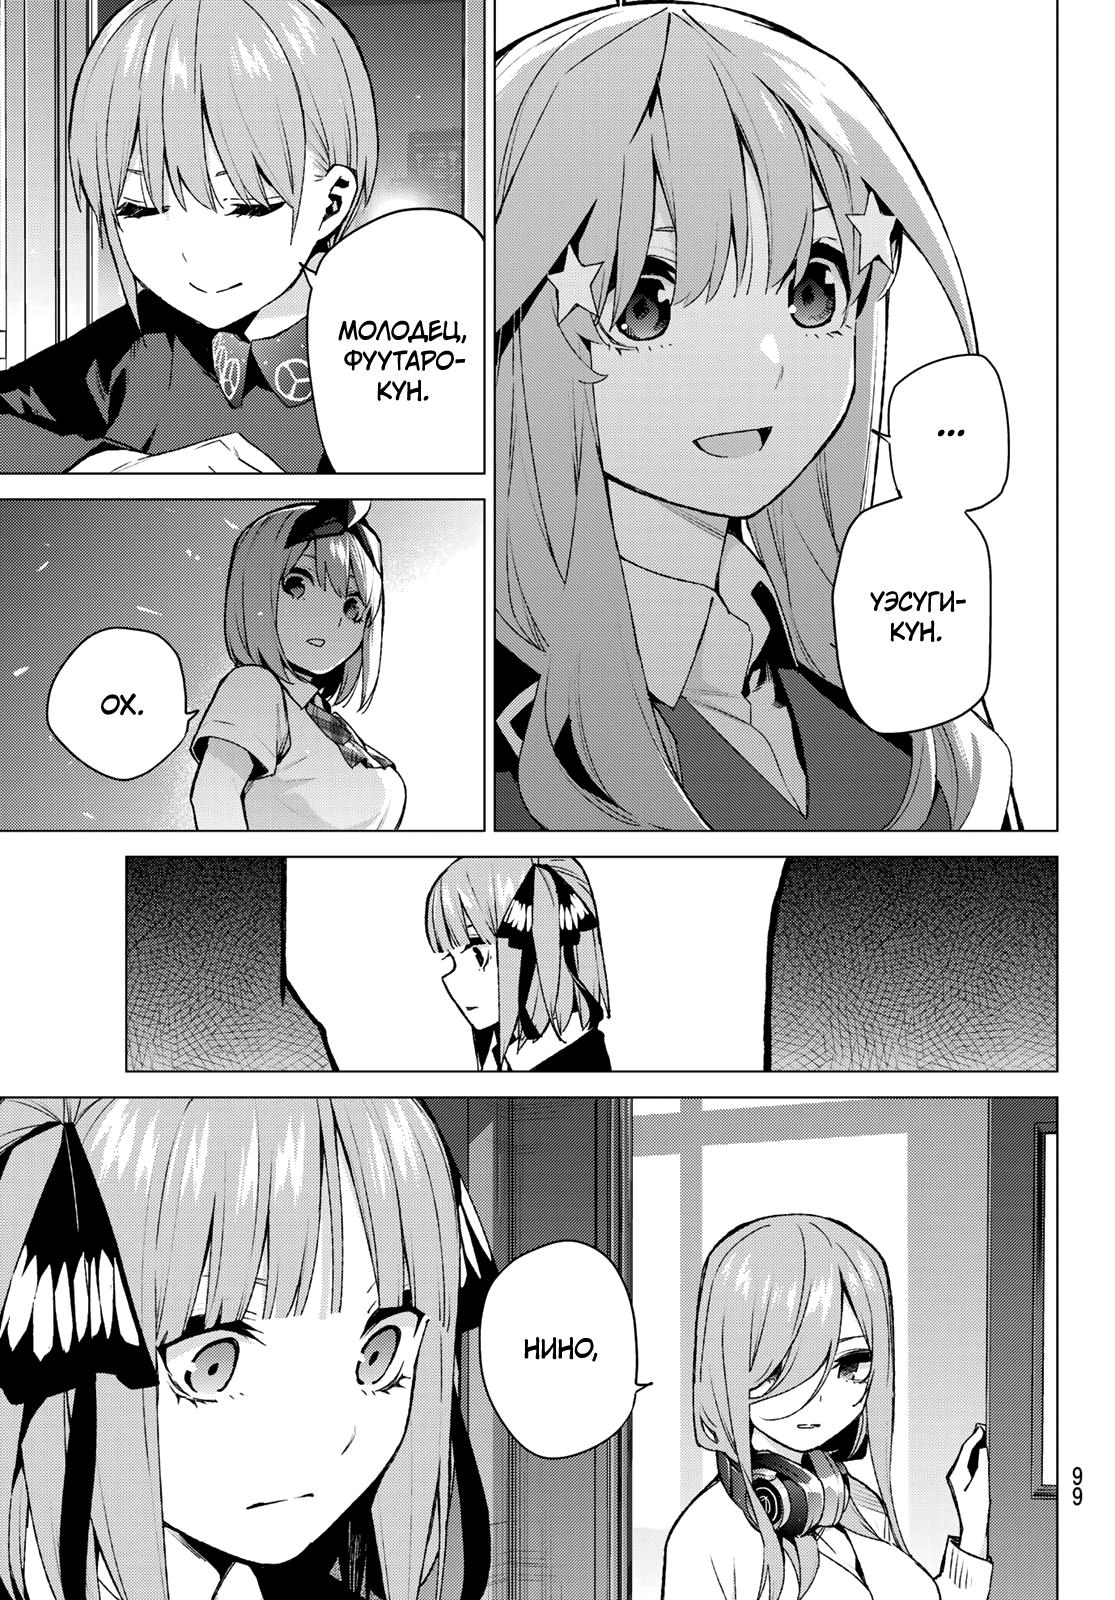 ...
УЭСУГИ-
КУН.
МОЛОДЕЦ,
ФУУТАРО-
КУН.
ОХ.
НИНО,
99